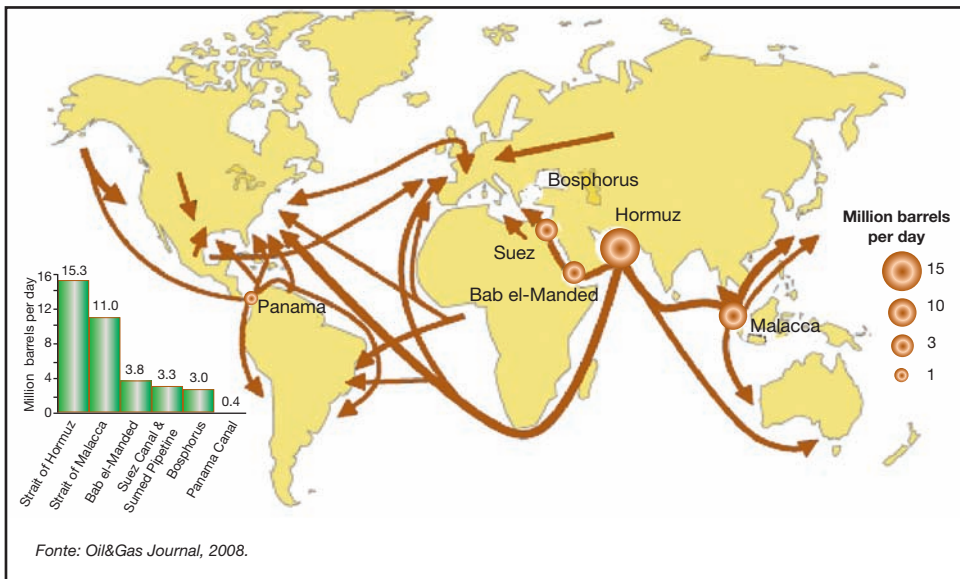 Bosphorus
Hormuz
Suez
Bab el-Manded
Panama
Malacca
Million barrels
per day
15
10
3
1
Million barrels per day
16
12
8
4
0
15.3
11.0
3.8
3.3
3.0
0.4
Strait of Hormuz
Strait of Malacca
Bab el-Manded
Suez Canal &
Sumed Pipetine
Bosphorus
Panama Canal
Fonte: Oil&Gas Journal, 2008.